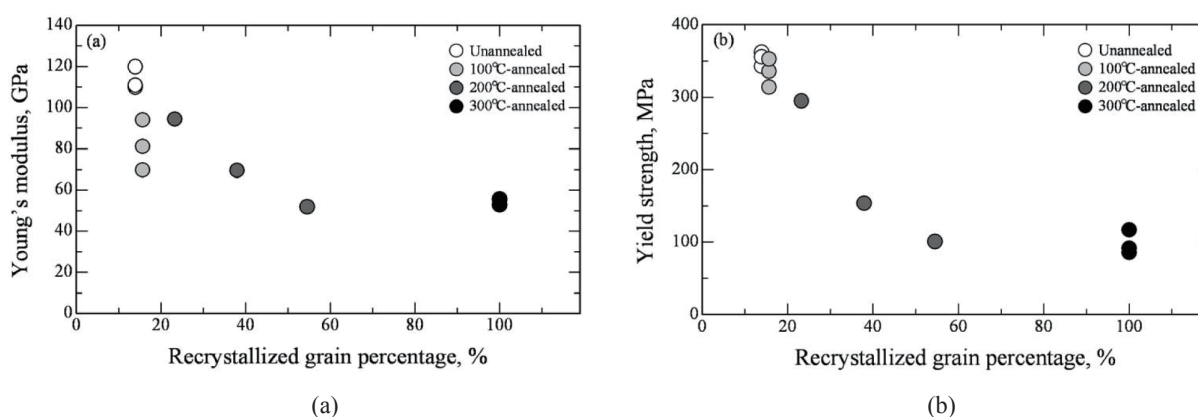 (a)
Unannealed
100°C-annealed
200°C-annealed
300°C-annealed
140
120
100
80
60
40
20
0
0 20 40 60 80 100
Young's modulus, GPa
Recrystallized grain percentage, %
(a)
(b)
Unannealed
100°C-annealed
200°C-annealed
300°C-annealed
400
300
200
100
0
0 20 40 60 80 100
Yield strength, MPa
Recrystallized grain percentage, %
(b)